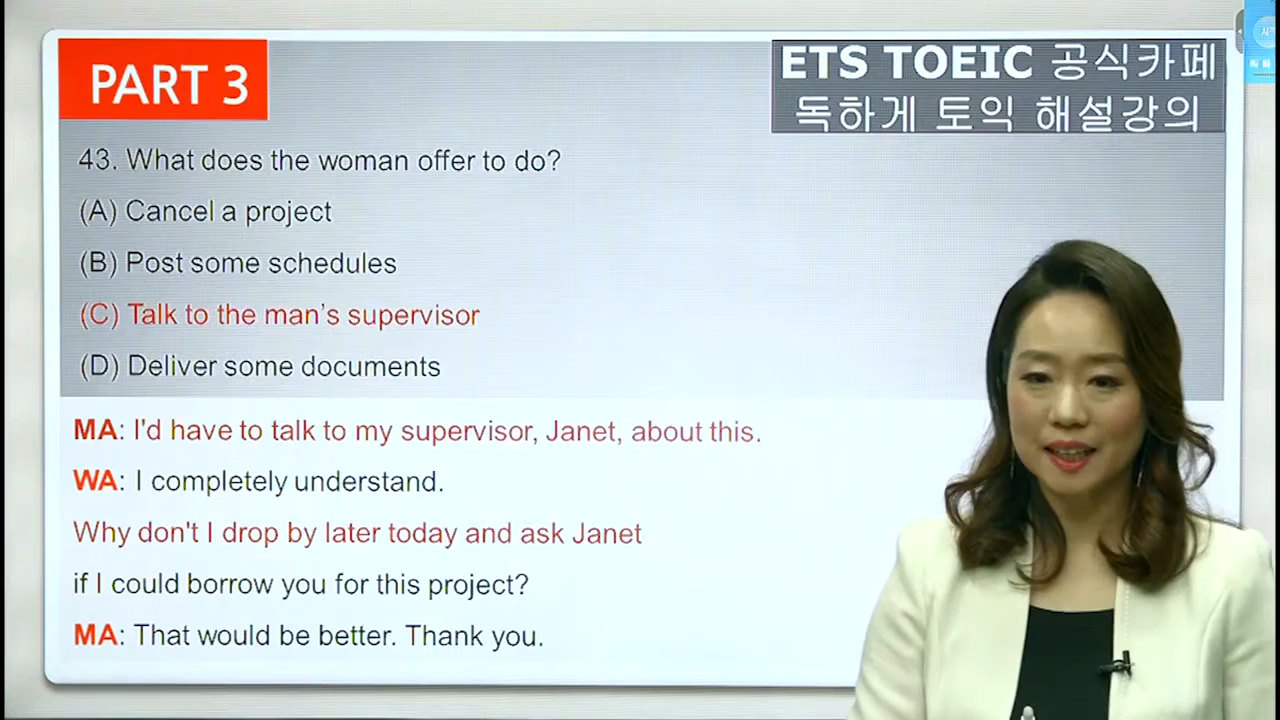 PART 3
ETS TOEIC 공식카페
독하게 토익 해설강의
43. What does the woman offer to do?
(A) Cancel a project
(B) Post some schedules
(C) Talk to the man’s supervisor
(D) Deliver some documents
MA: I'd have to talk to my supervisor, Janet, about this.
WA: I completely understand.
Why don't I drop by later today and ask Janet
if I could borrow you for this project?
MA: That would be better. Thank you.